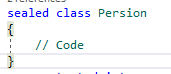 sealed class Persion
{
// Code
}